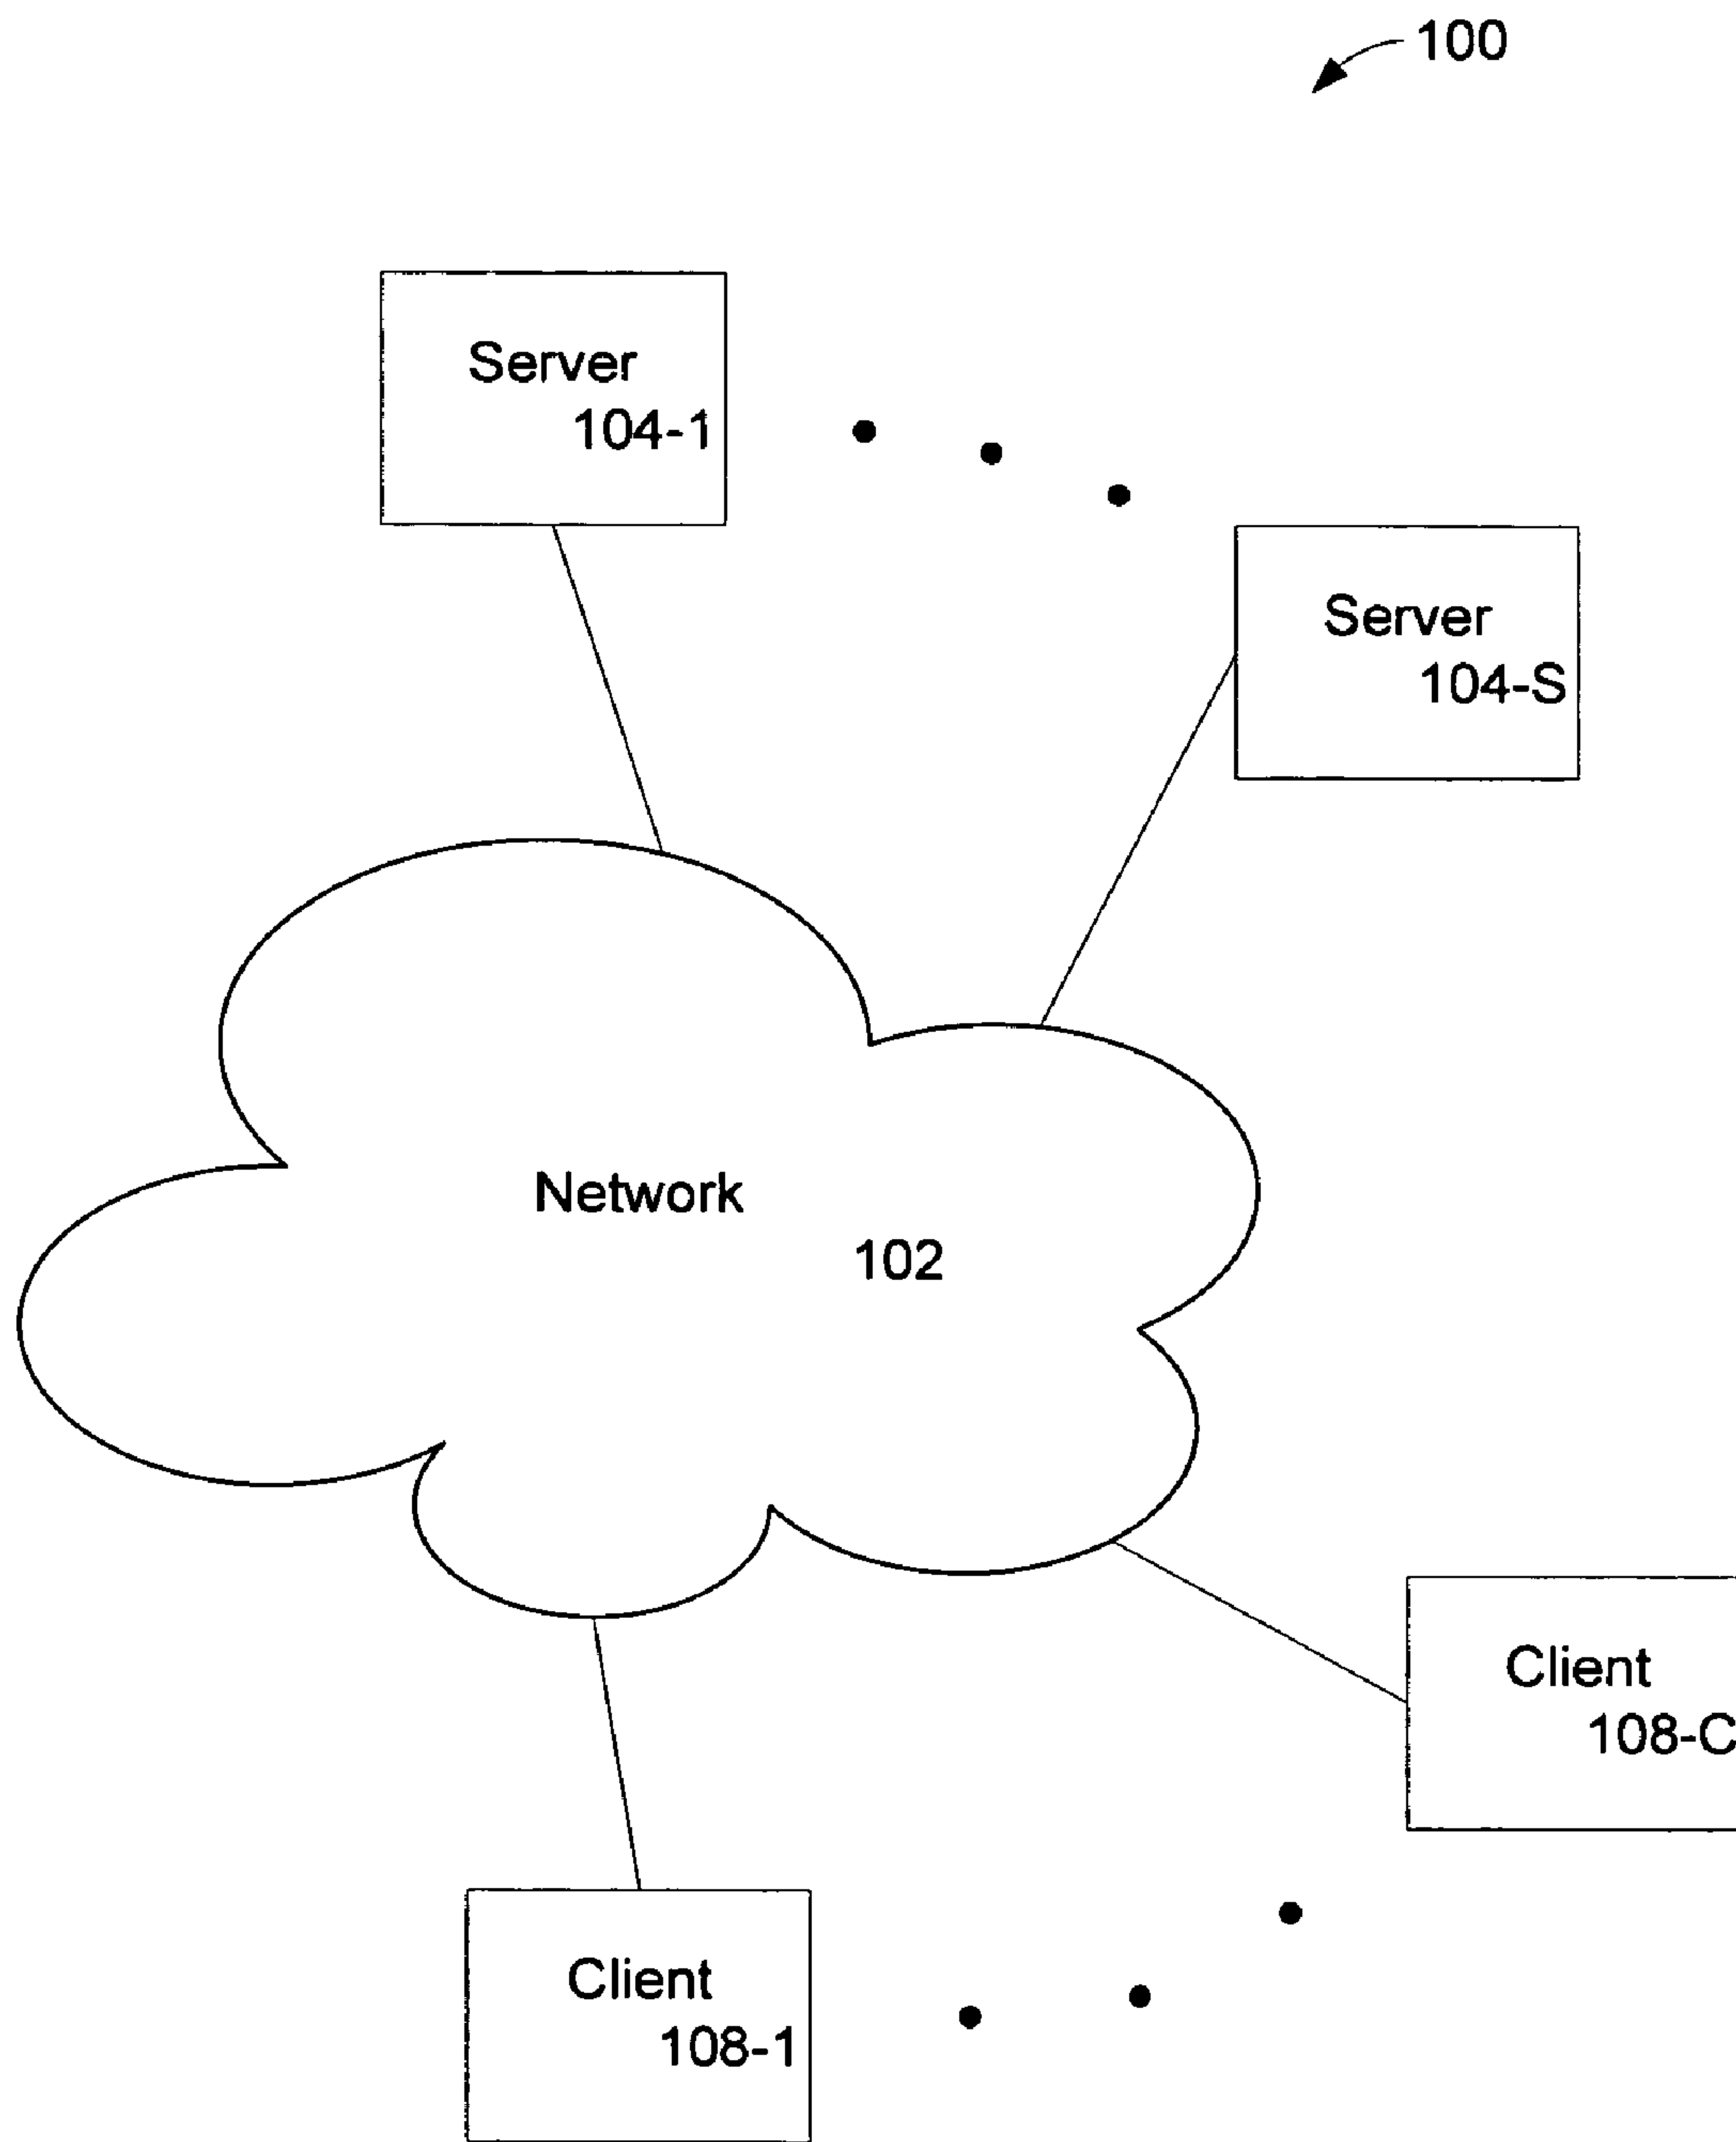 100
Server
104-1
Server
104-S
Network
102
Client
108-C
Client
108-1